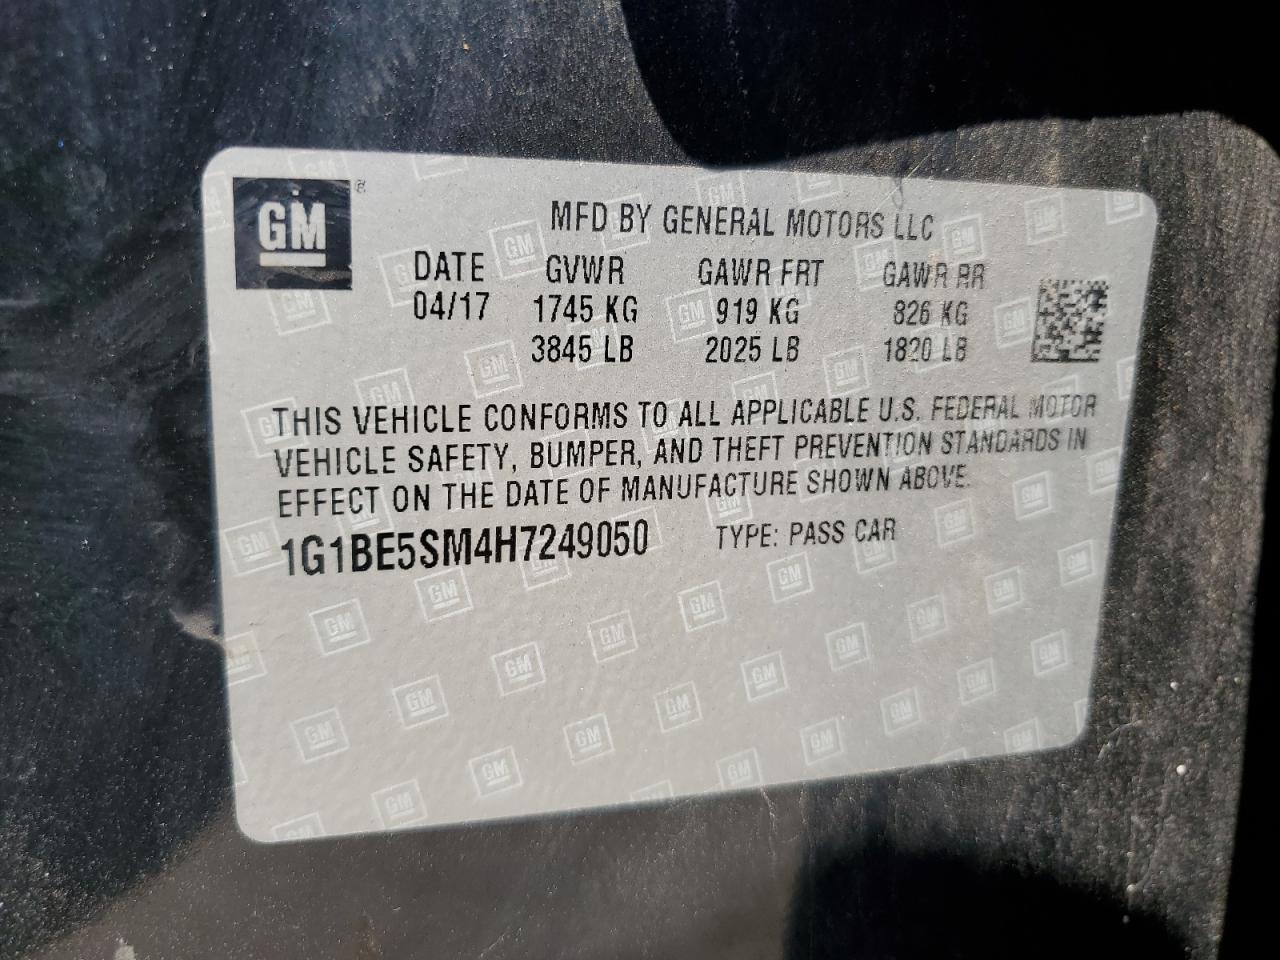 GM ®
MFD BY GENERAL MOTORS LLC
DATE GVWR GAWR FRT GAWR RR
04/17 1745 KG 919 KG 826 KG
3845 LB 2025 LB 1820 LB
THIS VEHICLE CONFORMS TO ALL APPLICABLE U.S. FEDERAL MOTOR
VEHICLE SAFETY, BUMPER, AND THEFT PREVENTION STANDARDS IN
EFFECT ON THE DATE OF MANUFACTURE SHOWN ABOVE.
1G1BE5SM4H7249050 TYPE: PASS CAR